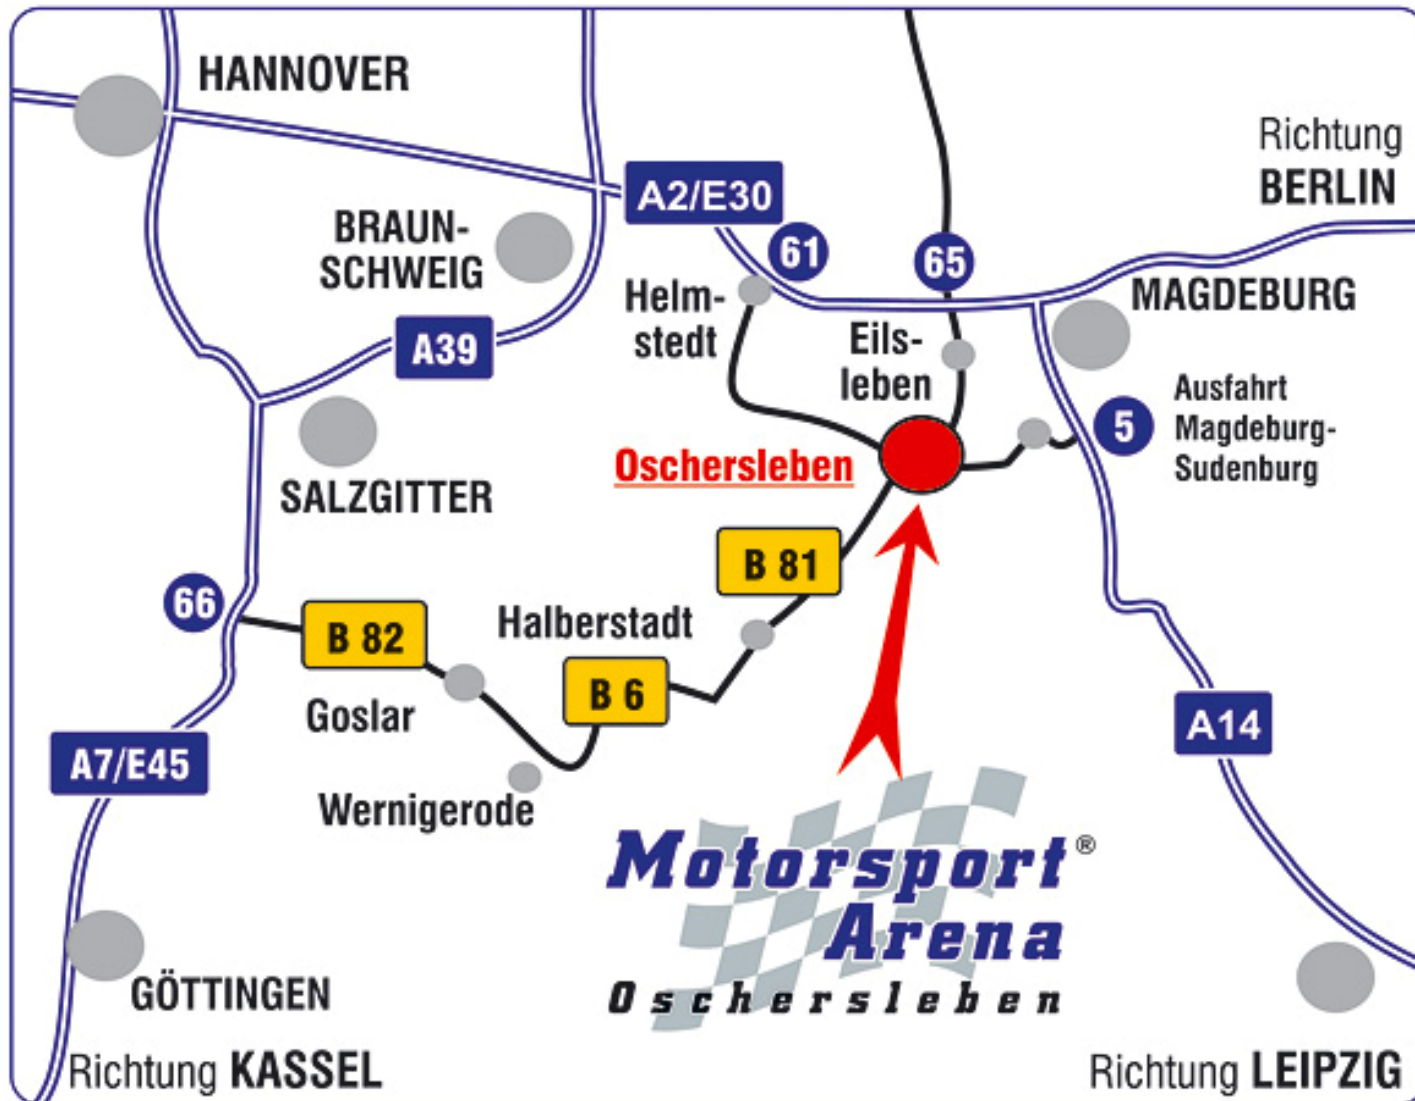 HANNOVER
Richtung
BERLIN
A2/E30
BRAUN-
SCHWEIG
61
65
Helm-
stedt
MAGDEBURG
A39
Eils-
leben
Ausfahrt
Magdeburg-
Sudenburg
5
Oschersleben
SALZGITTER
B 81
66
B 82
Halberstadt
B 6
Goslar
A14
A7/E45
Wernigerode
Motorsport®
Arena
Oschersleben
GÖTTINGEN
Richtung KASSEL
Richtung LEIPZIG